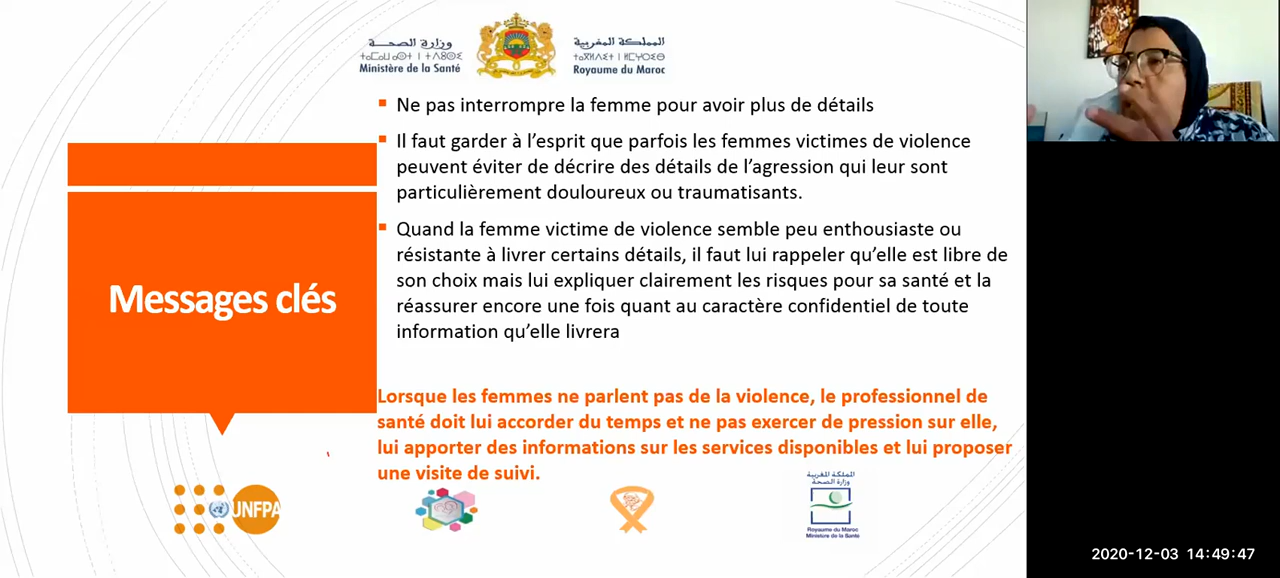 وزارة الصحة
ⵜⴰⵎⴰⵡⴰⵙⵜ ⵏ ⵜⴷⵓⵙⵉ
Ministère de la Santé
المملكة المغربية
ⵜⴰⴳⵍⴷⵉⵜ ⵏ ⵍⵎⵖⵔⵉⴱ
Royaume du Maroc
Ne pas interrompre la femme pour avoir plus de détails
Il faut garder à l’esprit que parfois les femmes victimes de violence
peuvent éviter de décrire des détails de l’agression qui leur sont
particulièrement douloureux ou traumatisants.
Quand la femme victime de violence semble peu enthousiaste ou
résistante à livrer certains détails, il faut lui rappeler qu’elle est libre de
son choix mais lui expliquer clairement les risques pour sa santé et la
réassurer encore une fois quant au caractère confidentiel de toute
information qu’elle livrera
Messages clés
Lorsque les femmes ne parlent pas de la violence, le professionnel de
santé doit lui accorder du temps et ne pas exercer de pression sur elle,
lui apporter des informations sur les services disponibles et lui proposer
une visite de suivi.
UNFPA
المملكة المغربية
وزارة الصحة
Royaume du Maroc
Ministère de la Santé
2020-12-03 14:49:47